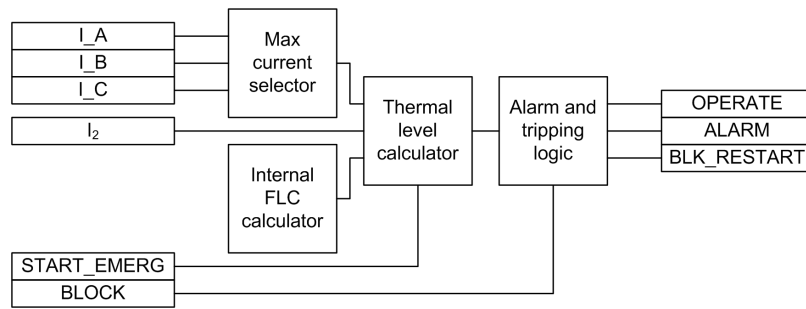 I_A
I_B
I_C
I₂
START_EMERG
BLOCK
Max
current
selector
Internal
FLC
calculator
Thermal
level
calculator
Alarm and
tripping
logic
OPERATE
ALARM
BLK_RESTART